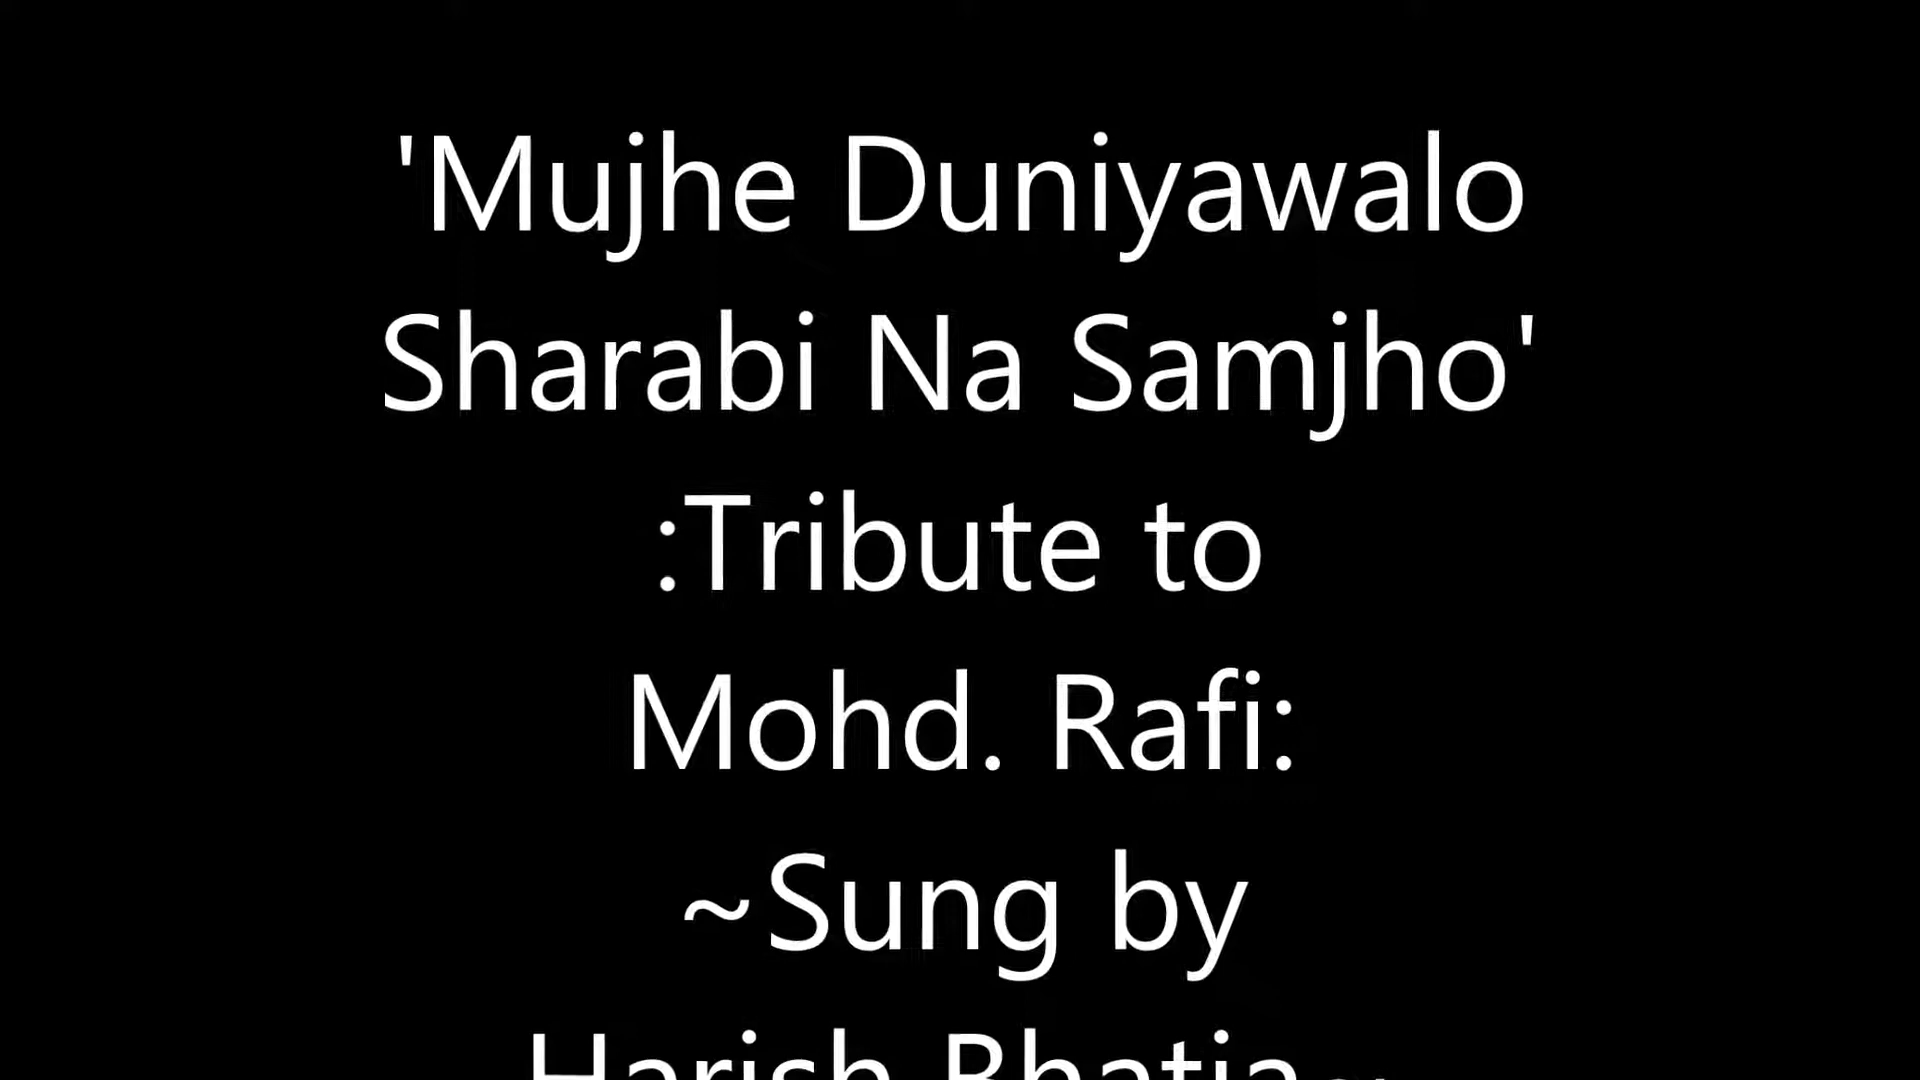 'Mujhe Duniyawalo
Sharabi Na Samjho'
:Tribute to
Mohd. Rafi:
~Sung by
Harish Bhatia~